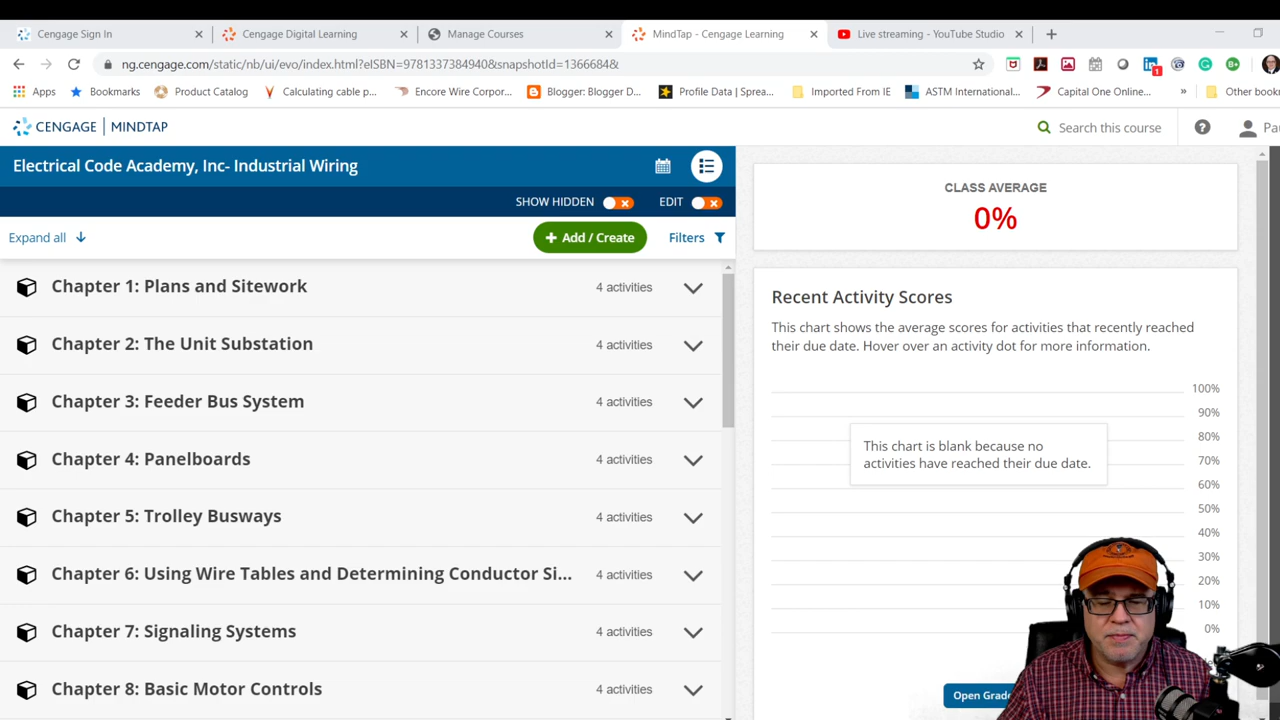 Cengage Sign In
Cengage Digital Learning
Manage Courses
MindTap - Cengage Learning
Live streaming - YouTube Studio
ng.cengage.com/static/nb/ui/evo/index.html?eISBN=9781337384940&snapshotId=1366684&
1
Apps
Bookmarks
Product Catalog
Calculating cable p...
Encore Wire Corpor...
Blogger: Blogger D...
Profile Data | Sprea...
Imported From IE
ASTM International...
Capital One Online...
»
Other book
CENGAGE | MINDTAP
Search this course
Electrical Code Academy, Inc- Industrial Wiring
SHOW HIDDEN
EDIT
Expand all
+ Add / Create
Filters
Chapter 1: Plans and Sitework
4 activities
Chapter 2: The Unit Substation
4 activities
Chapter 3: Feeder Bus System
4 activities
Chapter 4: Panelboards
4 activities
Chapter 5: Trolley Busways
4 activities
Chapter 6: Using Wire Tables and Determining Conductor Si...
4 activities
Chapter 7: Signaling Systems
4 activities
Chapter 8: Basic Motor Controls
4 activities
CLASS AVERAGE
0%
Recent Activity Scores
This chart shows the average scores for activities that recently reached
their due date. Hover over an activity dot for more information.
100%
90%
80%
70%
60%
50%
40%
30%
20%
10%
0%
This chart is blank because no
activities have reached their due date.
Open Grade